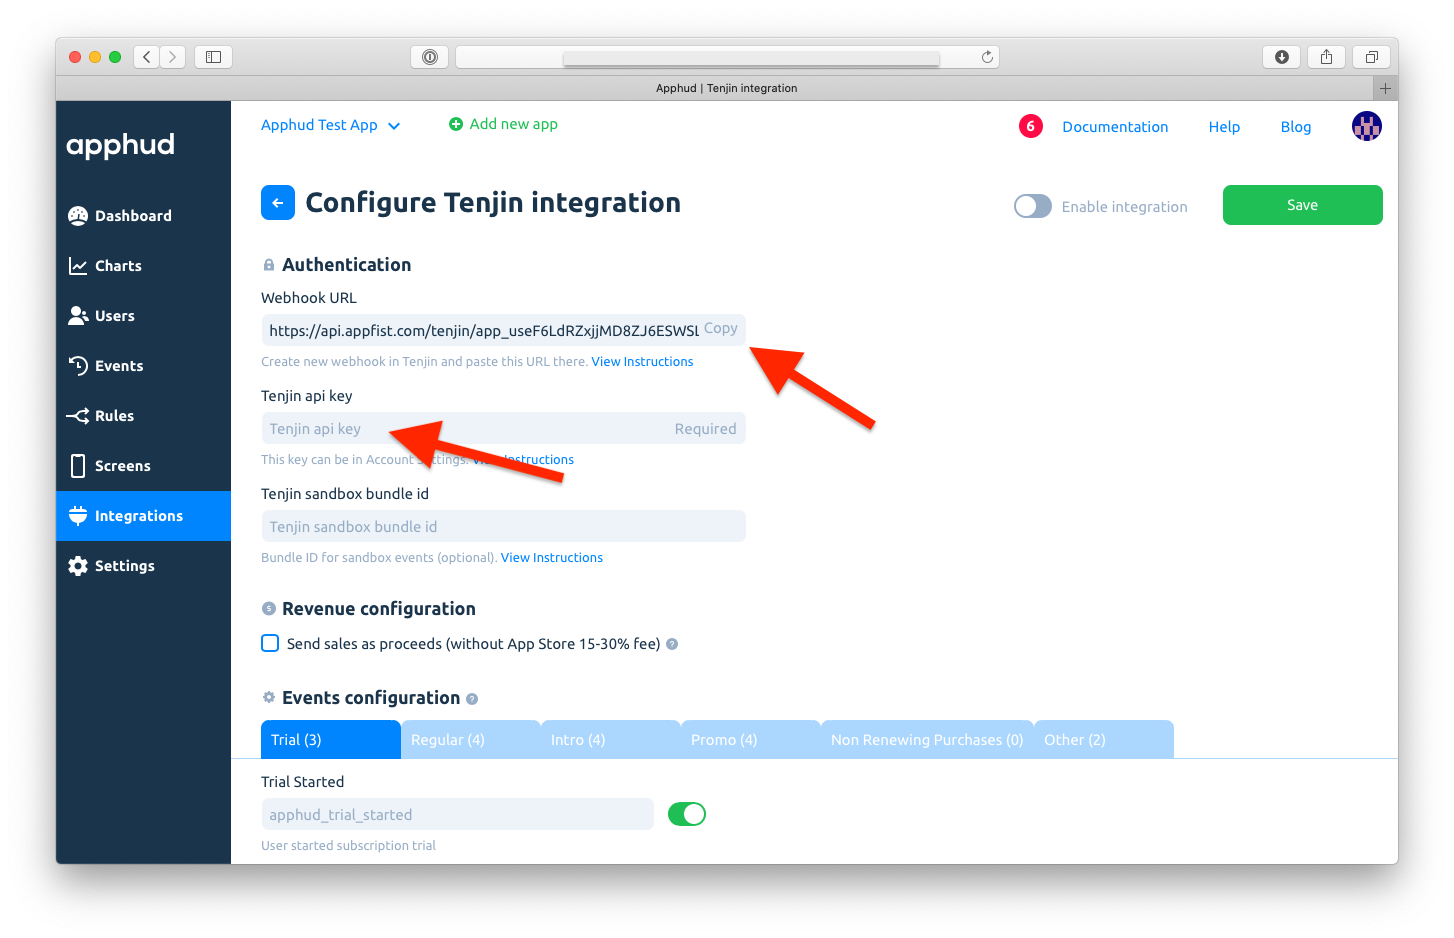 Apphud | Tenjin integration
apphud
Apphud Test App
Add new app
6
Documentation
Help
Blog
Dashboard
Charts
Users
Events
Rules
Screens
Integrations
Settings
Configure Tenjin integration
Enable integration
Save
Authentication
Webhook URL
https://api.appfist.com/tenjin/app_useF6LdRZxjjMD8ZJ6ESWSL
Copy
Create new webhook in Tenjin and paste this URL there. View Instructions
Tenjin api key
Tenjin api key
Required
This key can be in Account Settings. View Instructions
Tenjin sandbox bundle id
Tenjin sandbox bundle id
Bundle ID for sandbox events (optional). View Instructions
Revenue configuration
Send sales as proceeds (without App Store 15-30% fee) ?
Events configuration ?
Trial (3)
Regular (4)
Intro (4)
Promo (4)
Non Renewing Purchases (0)
Other (2)
Trial Started
apphud_trial_started
User started subscription trial